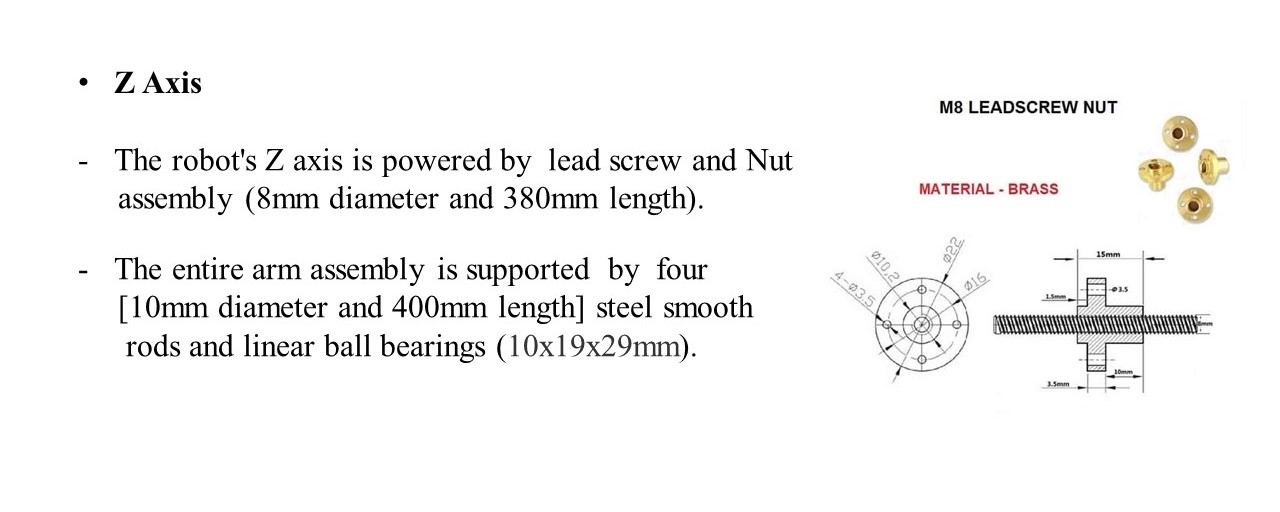 • Z Axis
- The robot's Z axis is powered by lead screw and Nut
assembly (8mm diameter and 380mm length).
- The entire arm assembly is supported by four
[10mm diameter and 400mm length] steel smooth
rods and linear ball bearings (10x19x29mm).
M8 LEADSCREW NUT
MATERIAL - BRASS
Ø22
Ø10.2
4-Ø3.5
Ø16
15mm
Ø3.5
1.5mm
8mm
10mm
3.5mm